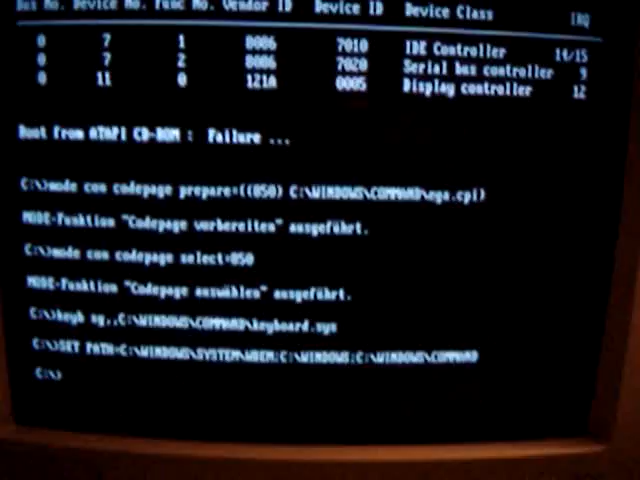 Bus No. Device No. Func No. Vendor ID Device ID Device Class IRQ
0 7 1 8086 7010 IDE Controller 14/15
0 7 2 8086 7020 Serial bus controller 9
0 11 0 121A 0005 Display controller 12
Boot from ATAPI CD-ROM : Failure ...
C:\>mode con codepage prepare=((850) C:\WINDOWS\COMMAND\ega.cpi)
MODE-Funktion "Codepage vorbereiten" ausgeführt.
C:\>mode con codepage select=850
MODE-Funktion "Codepage auswählen" ausgeführt.
C:\>keyb sg,,C:\WINDOWS\COMMAND\keyboard.sys
C:\>SET PATH=C:\WINDOWS\SYSTEM\WBEM;C:\WINDOWS;C:\WINDOWS\COMMAND
C:\>